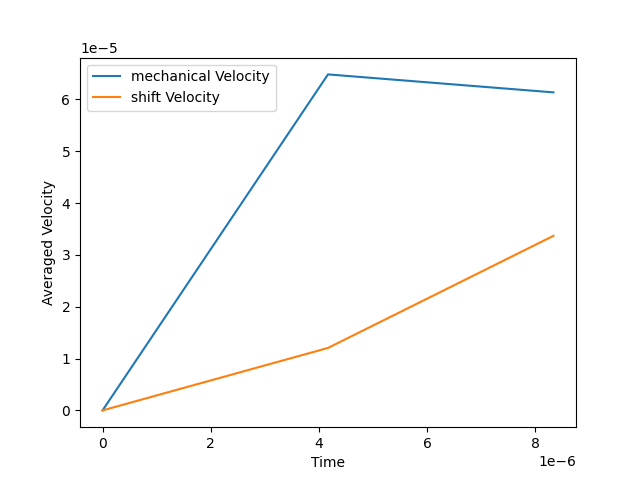 1e−5
mechanical Velocity
shift Velocity
6
5
4
3
2
1
0
Averaged Velocity
0 2 4 6 8
Time
1e−6